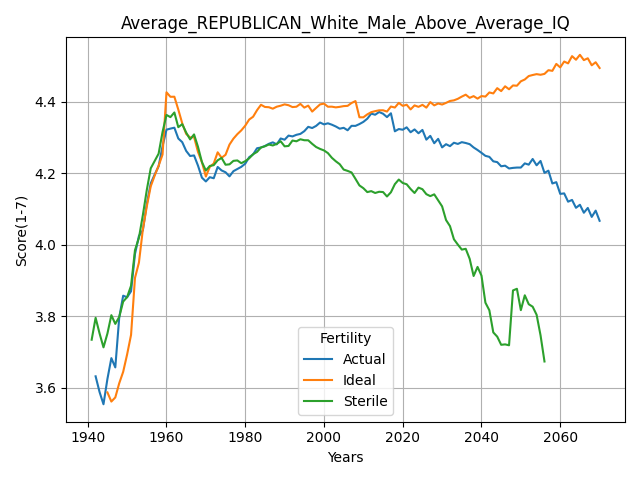 Average_REPUBLICAN_White_Male_Above_Average_IQ
Score(1-7)
4.4
4.2
4.0
3.8
3.6
Fertility
Actual
Ideal
Sterile
1940 1960 1980 2000 2020 2040 2060
Years